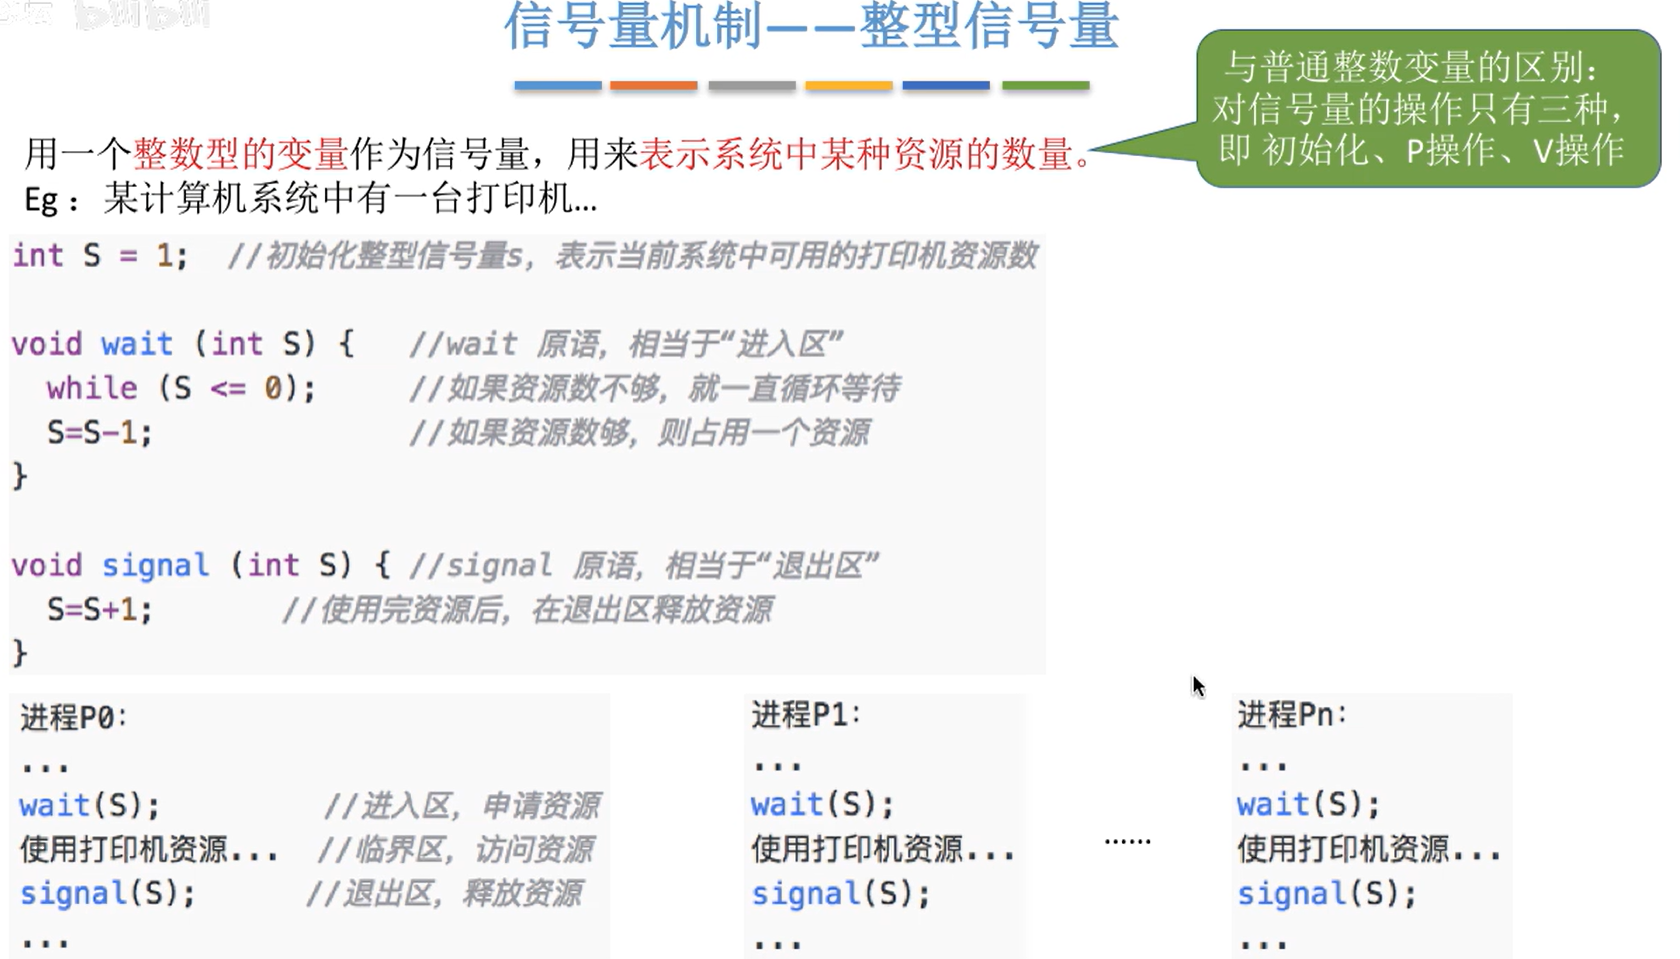 信号量机制——整型信号量
与普通整数变量的区别：
对信号量的操作只有三种，
即 初始化、P操作、V操作
用一个整数型的变量作为信号量，用来表示系统中某种资源的数量。
Eg：某计算机系统中有一台打印机...
int S = 1;  //初始化整型信号量s，表示当前系统中可用的打印机资源数
void wait (int S) {   //wait 原语，相当于“进入区”
while (S <= 0);   //如果资源数不够，就一直循环等待
S=S-1;   //如果资源数够，则占用一个资源
}
void signal (int S) { //signal 原语，相当于“退出区”
S=S+1;   //使用完资源后，在退出区释放资源
}
进程P0：
...
wait(S);   //进入区，申请资源
使用打印机资源...   //临界区，访问资源
signal(S);   //退出区，释放资源
...
进程P1：
...
wait(S);
使用打印机资源...
signal(S);
...
......
进程Pn：
...
wait(S);
使用打印机资源...
signal(S);
...